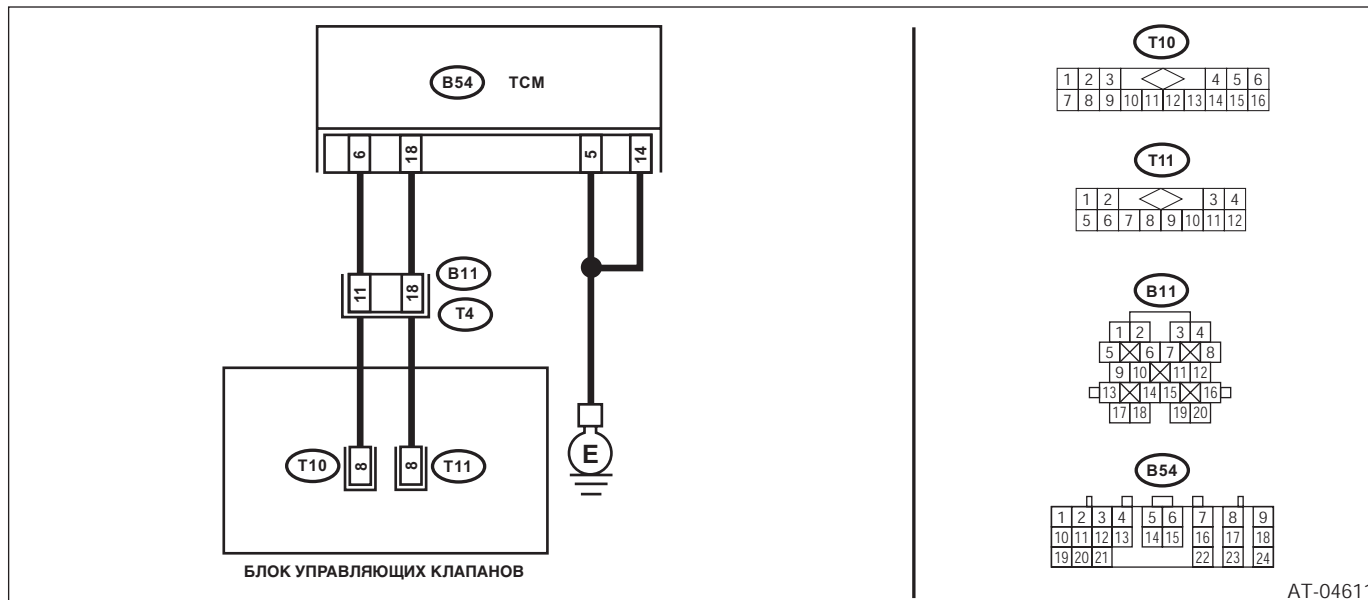 B54 TCM
6 18 5 14
11 18
B11
T4
T10 8 8 T11
E
БЛОК УПРАВЛЯЮЩИХ КЛАПАНОВ
T10
1 2 3 4 5 6
7 8 9 10 11 12 13 14 15 16
T11
1 2 3 4
5 6 7 8 9 10 11 12
B11
1 2 3 4
5 6 7 8
9 10 11 12
13 14 15 16
17 18 19 20
B54
1 2 3 4 5 6 7 8 9
10 11 12 13 14 15 16 17 18
19 20 21 22 23 24
AT-04611